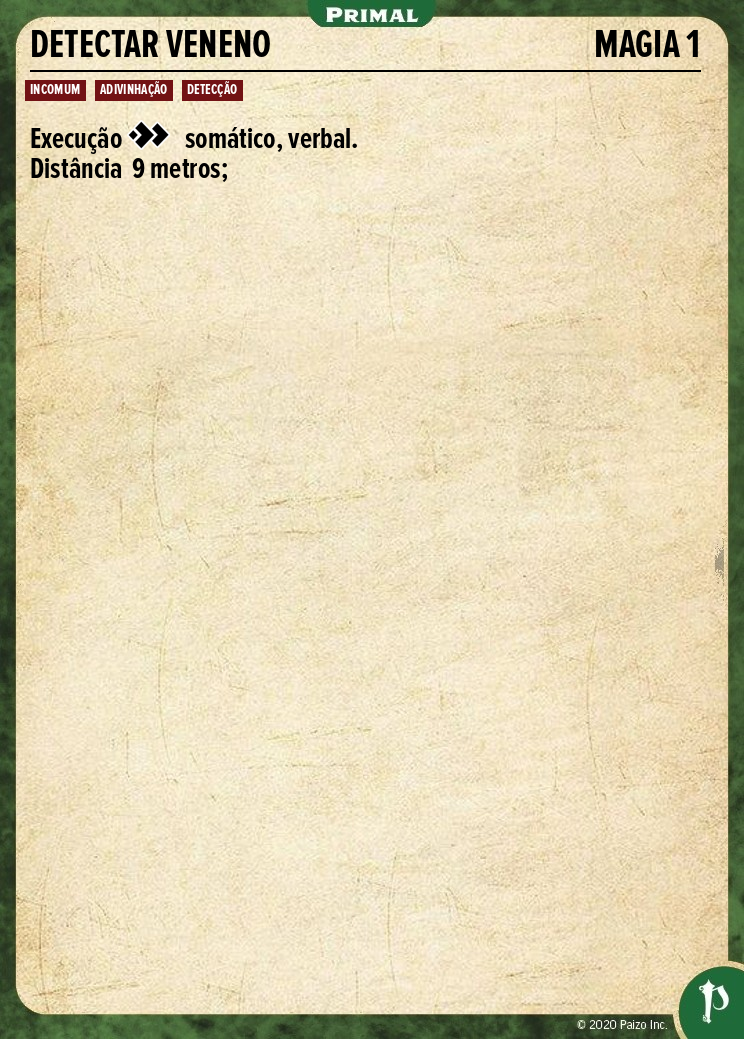 PRIMAL
DETECTAR VENENO MAGIA 1
INCOMUM ADIVINHAÇÃO DETECÇÃO
Execução somático, verbal.
Distância 9 metros;
© 2020 Paizo Inc.